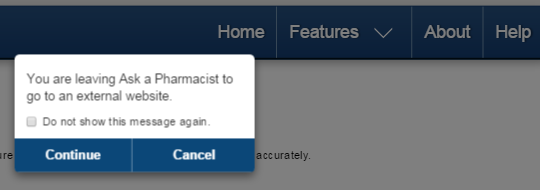 Home Features About Help
You are leaving Ask a Pharmacist to
go to an external website.
Do not show this message again.
Continue Cancel
accurately.